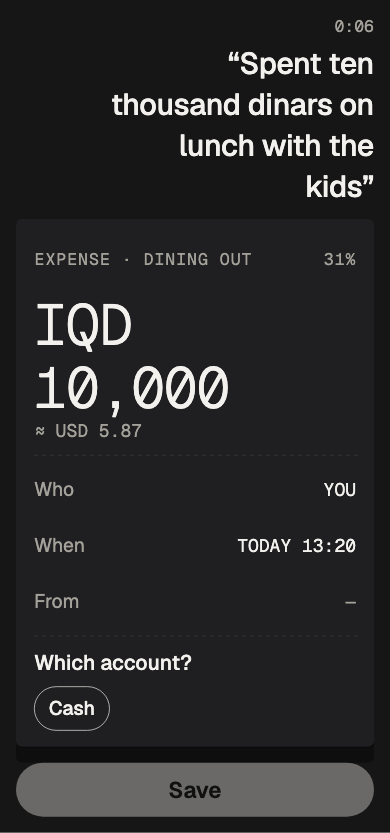 0:06
“Spent ten
thousand dinars on
lunch with the
kids”
EXPENSE · DINING OUT 31%
IQD
10,000
≈ USD 5.87
Who YOU
When TODAY 13:20
From —
Which account?
Cash
Save